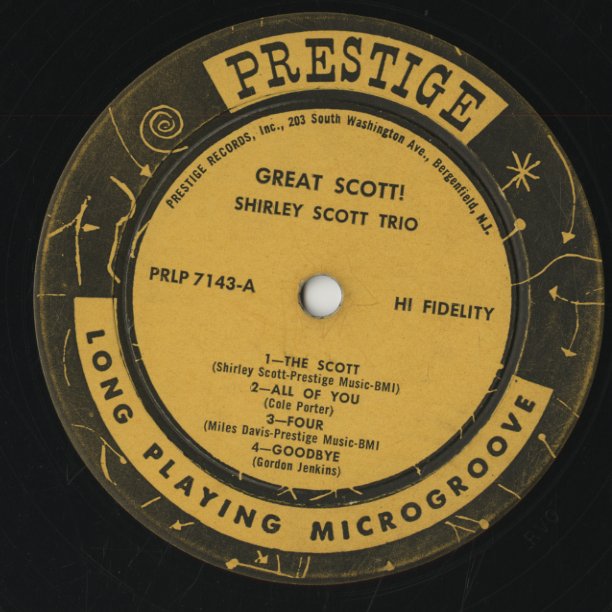 PRESTIGE
PRESTIGE RECORDS, Inc., 203 South Washington Ave., Bergenfield, N.J.
GREAT SCOTT!
SHIRLEY SCOTT TRIO
PRLP 7143-A
HI FIDELITY
1—THE SCOTT
(Shirley Scott-Prestige Music-BMI)
2—ALL OF YOU
(Cole Porter)
3—FOUR
(Miles Davis-Prestige Music-BMI
4—GOODBYE
(Gordon Jenkins)
LONG PLAYING MICROGROOVE
RVG